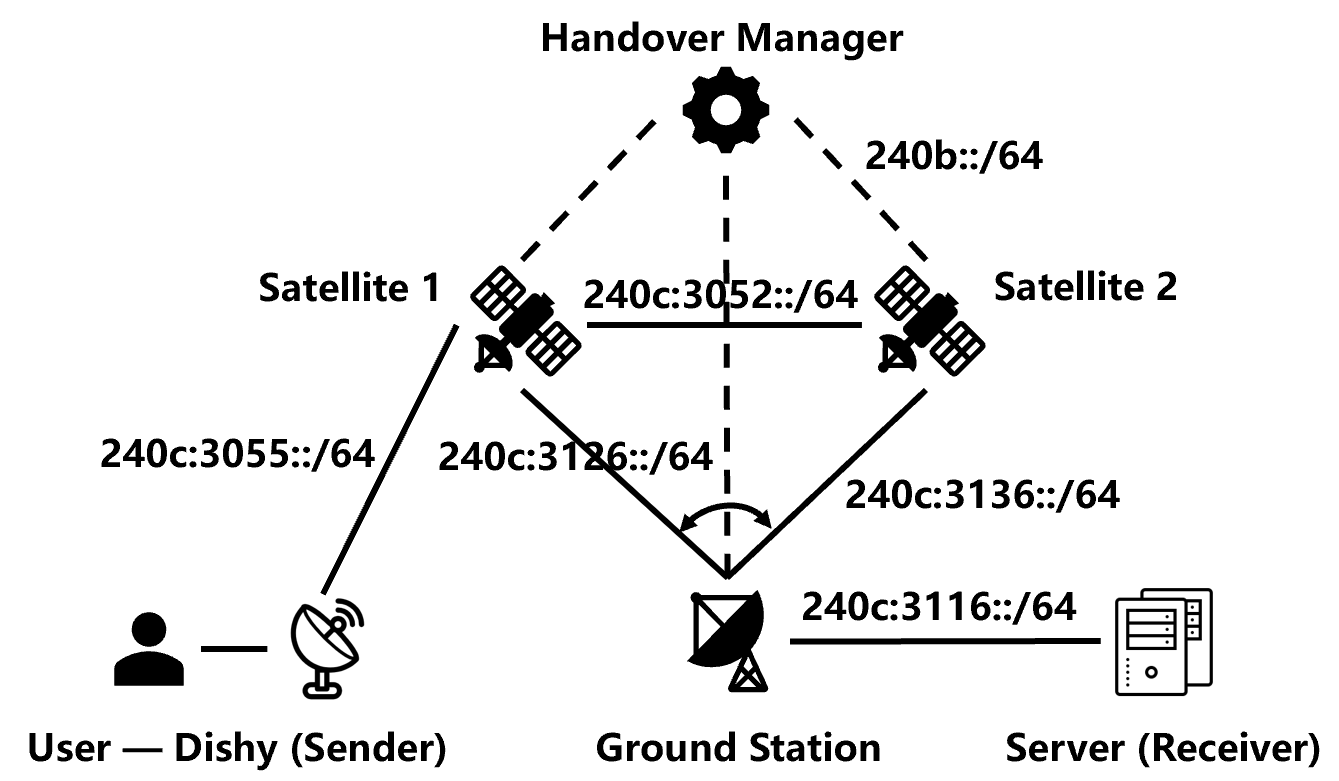 Handover Manager
240b::/64
Satellite 1
240c:3052::/64
Satellite 2
240c:3055::/64
240c:3126::/64
240c:3136::/64
240c:3116::/64
User — Dishy (Sender)
Ground Station
Server (Receiver)